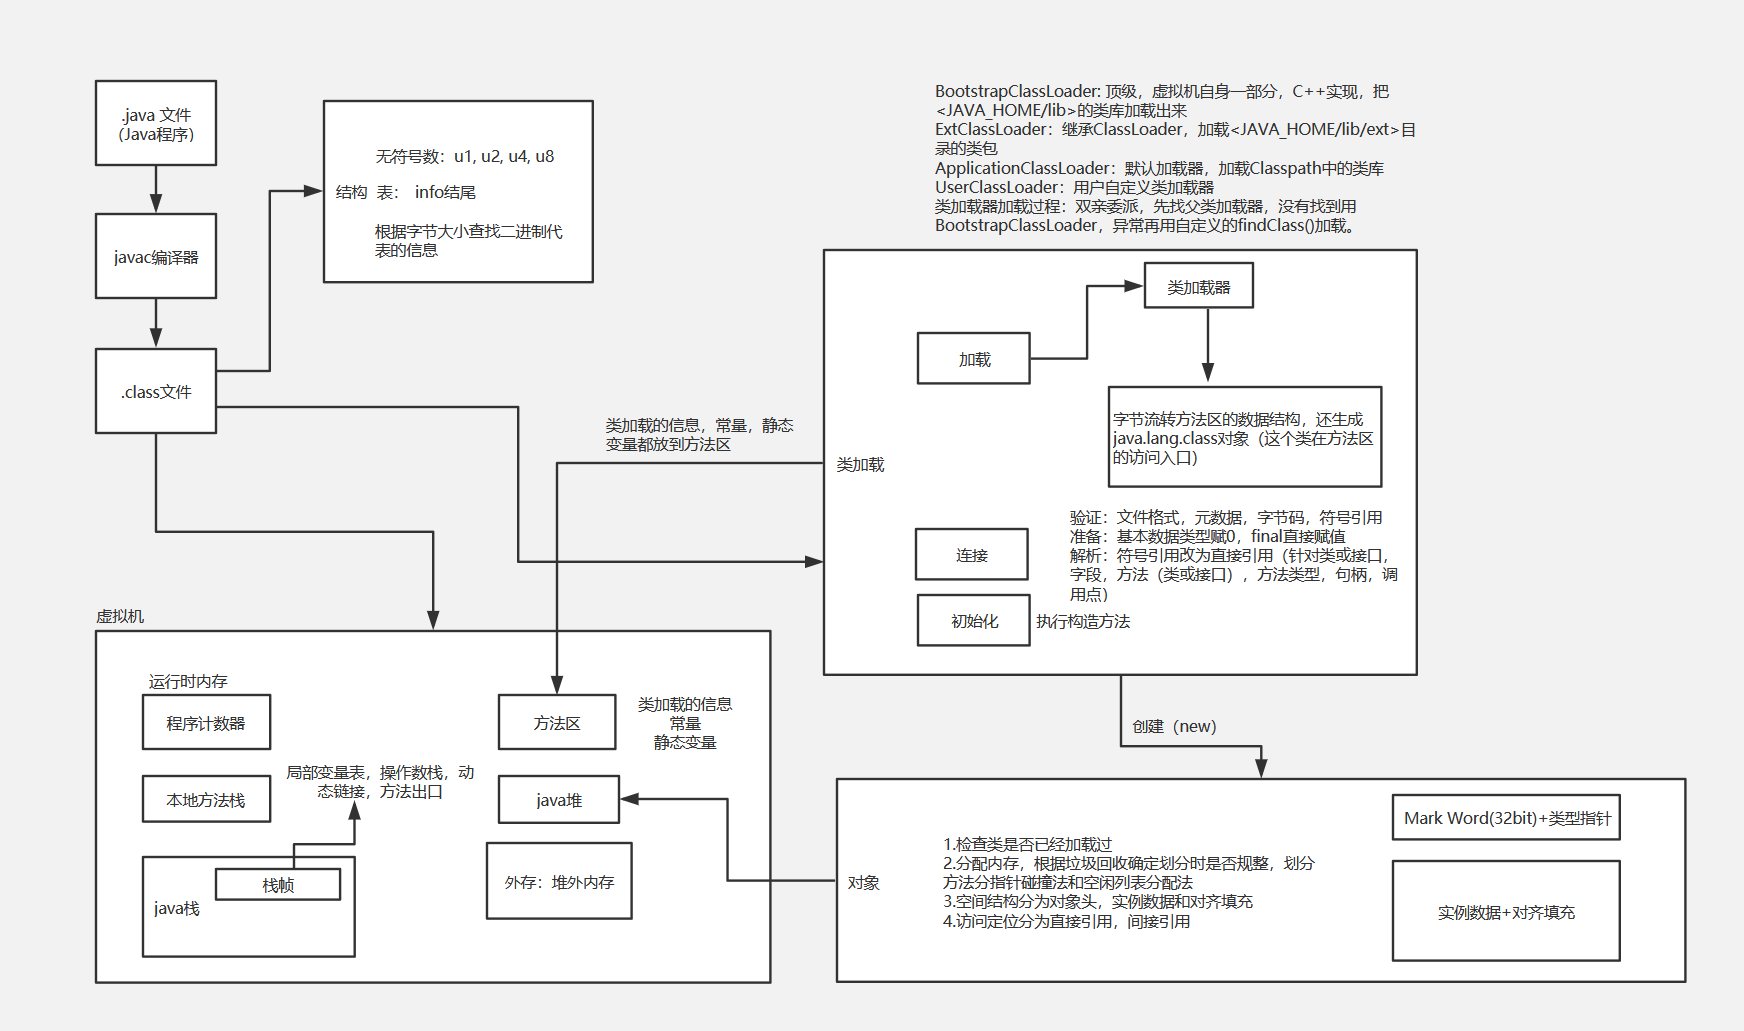 .java 文件
（Java程序）
javac编译器
.class文件
无符号数：u1, u2, u4, u8
结构 表： info结尾
根据字节大小查找二进制代
表的信息
BootstrapClassLoader: 顶级，虚拟机自身一部分，C++实现，把
<JAVA_HOME/lib>的类库加载出来
ExtClassLoader：继承ClassLoader，加载<JAVA_HOME/lib/ext>目
录的类包
ApplicationClassLoader：默认加载器，加载Classpath中的类库
UserClassLoader：用户自定义类加载器
类加载器加载过程：双亲委派，先找父类加载器，没有找到用
BootstrapClassLoader，异常再用自定义的findClass()加载。
类加载器
加载
字节流转方法区的数据结构，还生成
java.lang.class对象（这个类在方法区
的访问入口）
类加载的信息，常量，静态
变量都放到方法区
类加载
验证：文件格式，元数据，字节码，符号引用
准备：基本数据类型赋0，final直接赋值
解析：符号引用改为直接引用（针对类或接口，
字段，方法（类或接口），方法类型，句柄，调
用点）
连接
初始化
执行构造方法
虚拟机
运行时内存
程序计数器
方法区
类加载的信息
常量
静态变量
创建（new）
局部变量表，操作数栈，动
态链接，方法出口
本地方法栈
java堆
栈帧
java栈
外存：堆外内存
对象
1.检查类是否已经加载过
2.分配内存，根据垃圾回收确定划分时是否规整，划分
方法分指针碰撞法和空闲列表分配法
3.空间结构分为对象头，实例数据和对齐填充
4.访问定位分为直接引用，间接引用
Mark Word(32bit)+类型指针
实例数据+对齐填充